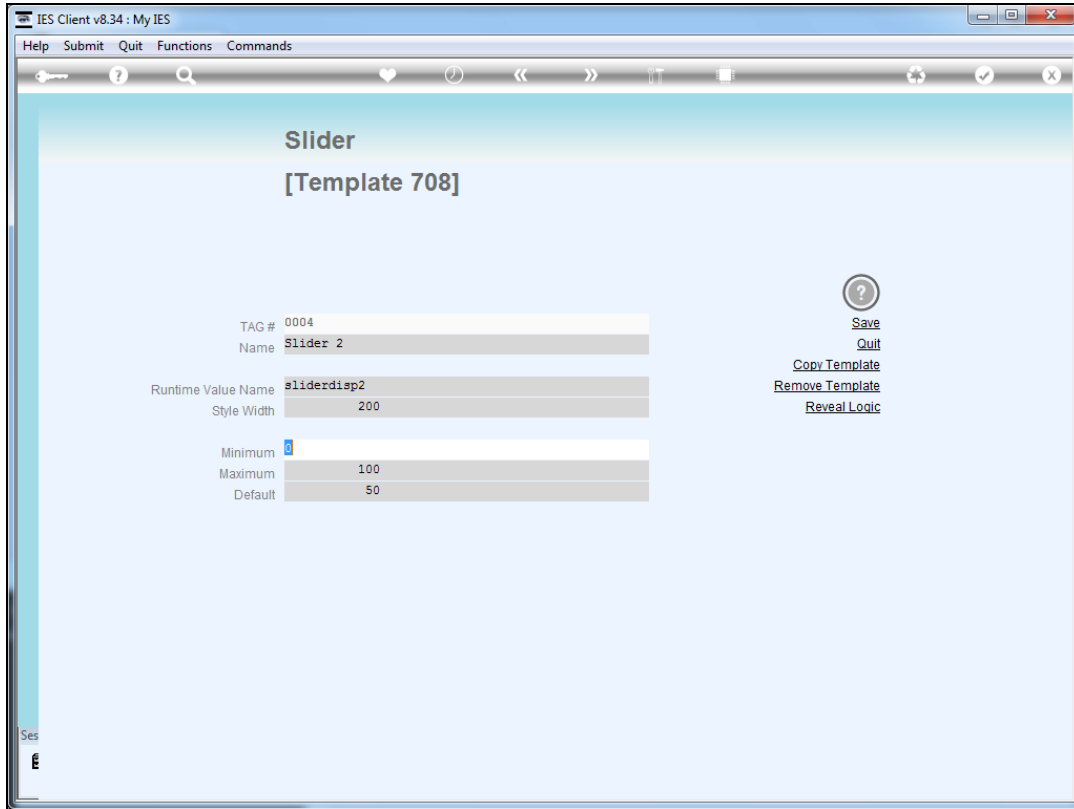 IES Client v8.34 : My IES
Help Submit Quit Functions Commands
Slider
[Template 708]
TAG # 0004
Name Slider 2
Runtime Value Name sliderdisp2
Style Width 200
Minimum 0
Maximum 100
Default 50
?
Save
Quit
Copy Template
Remove Template
Reveal Logic
Ses